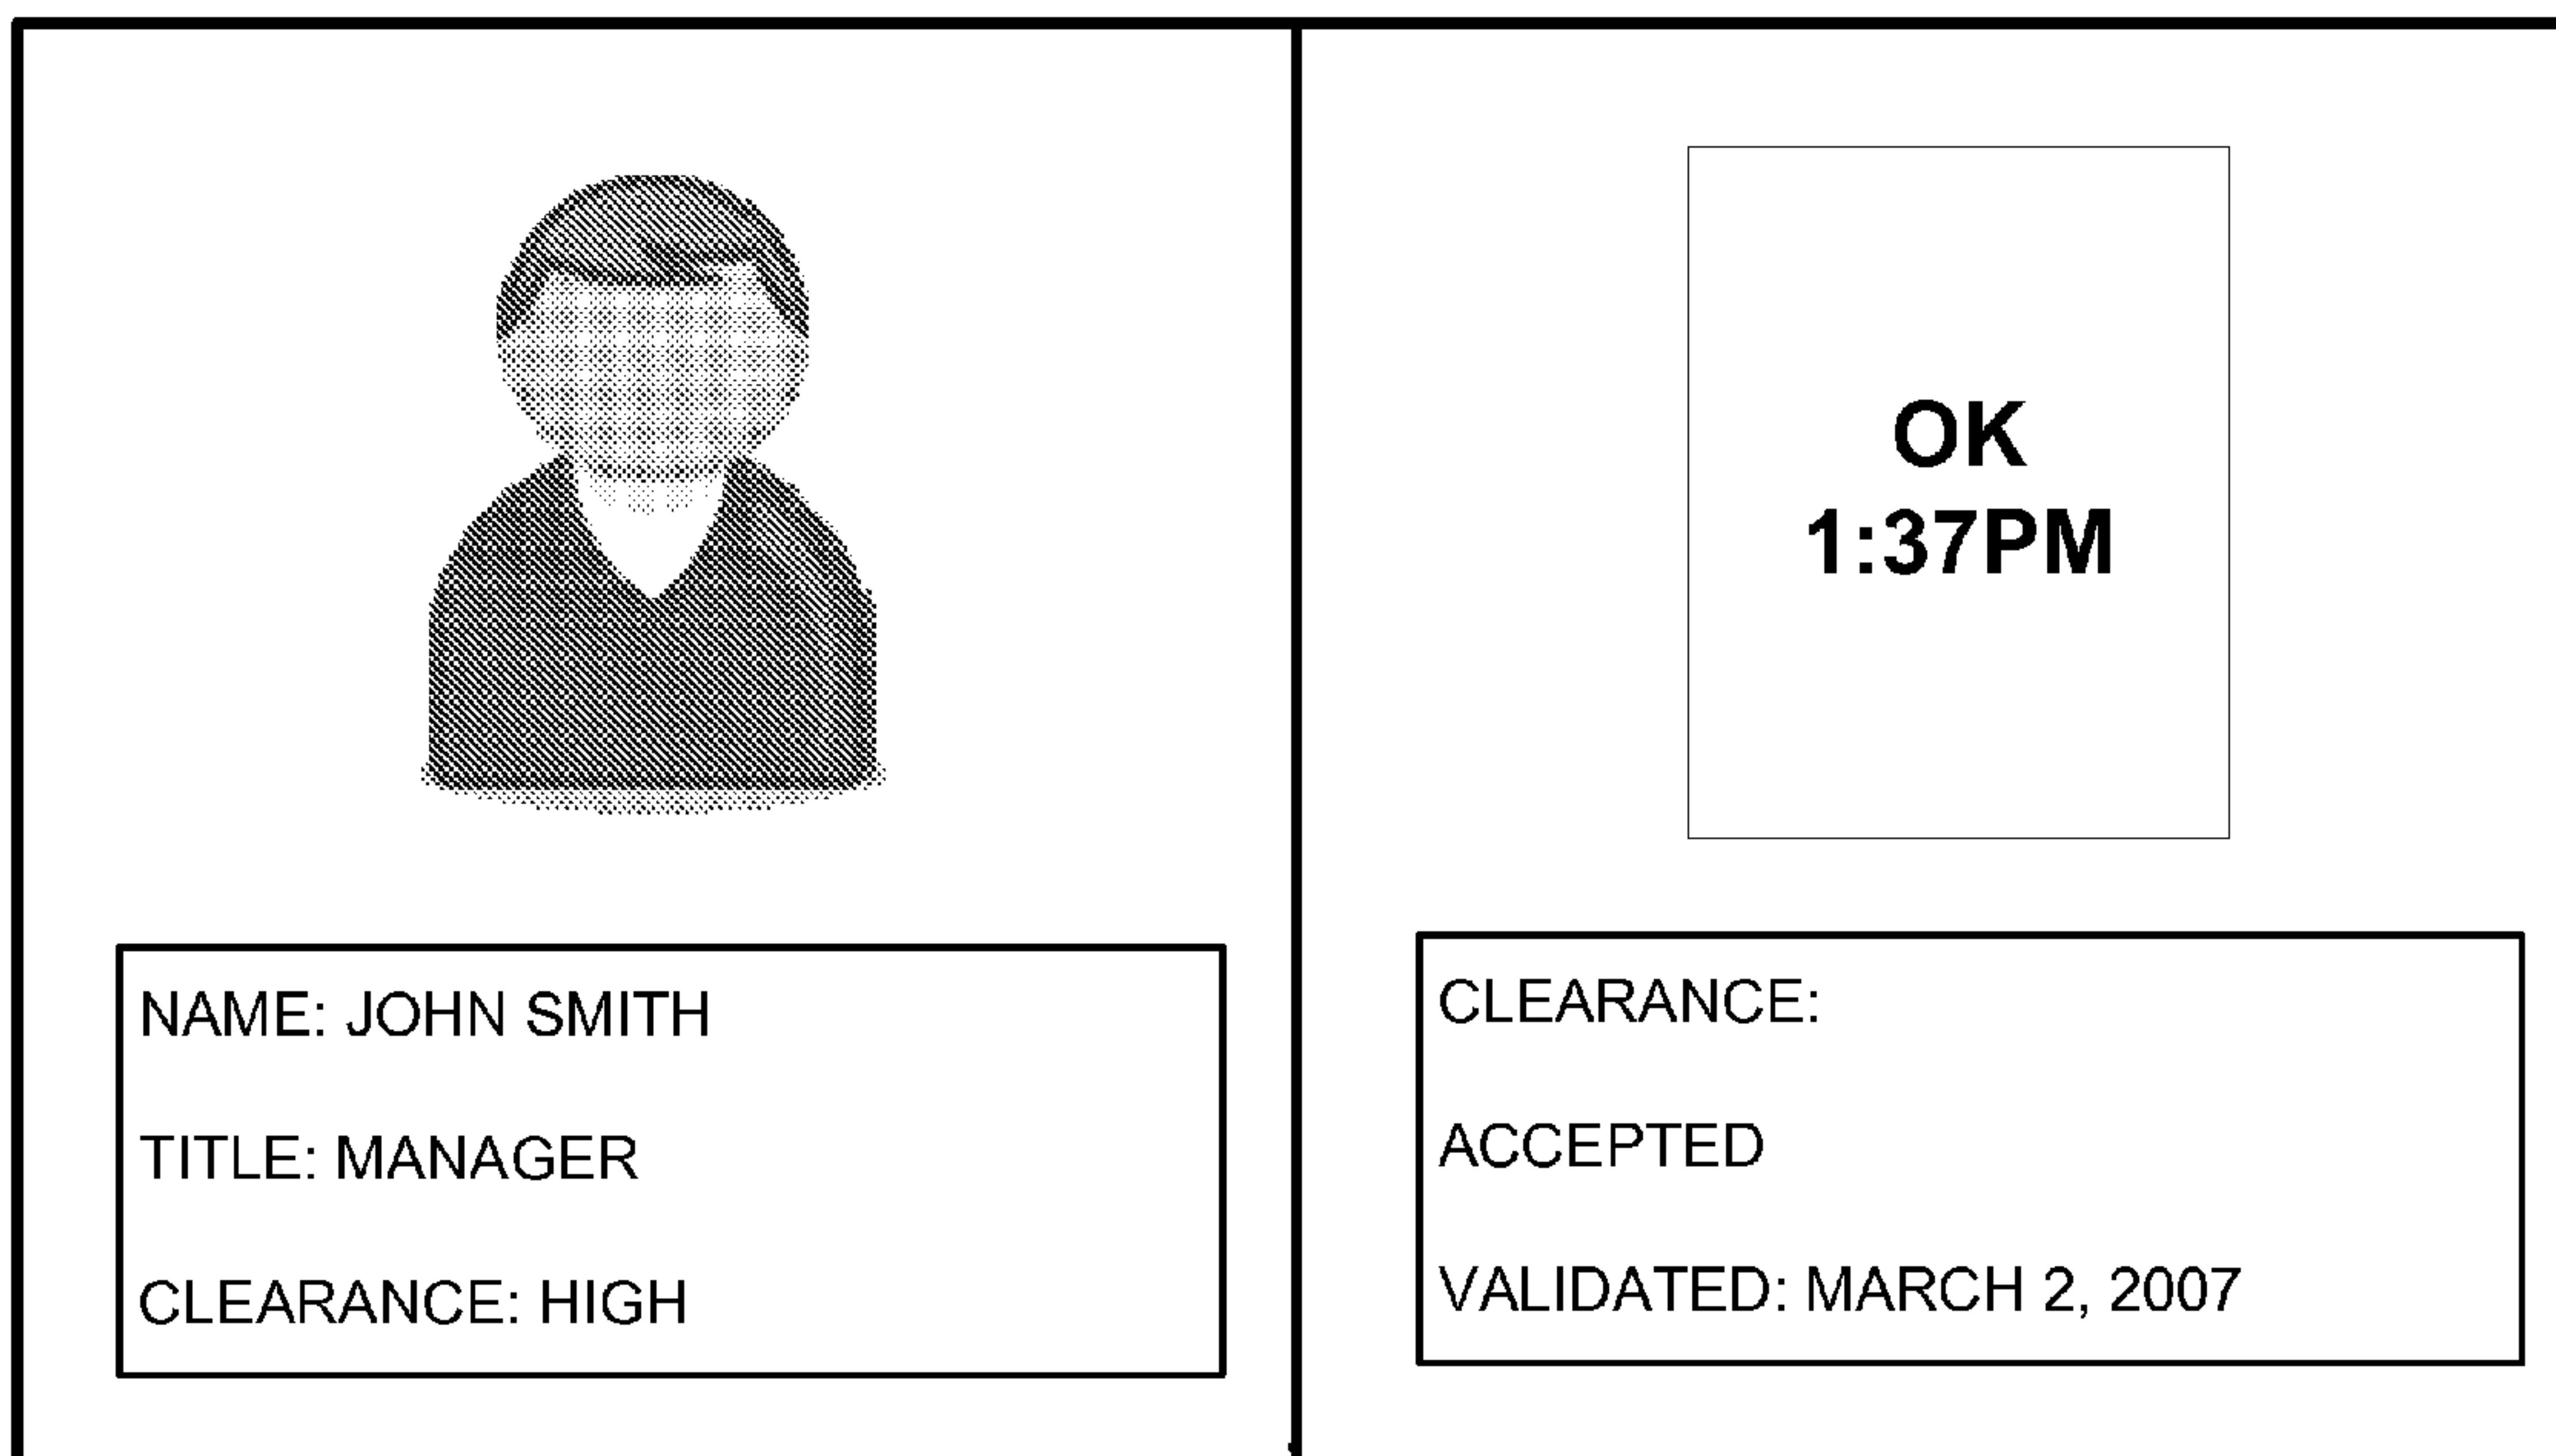 NAME: JOHN SMITH
TITLE: MANAGER
CLEARANCE: HIGH
OK
1:37PM
CLEARANCE:
ACCEPTED
VALIDATED: MARCH 2, 2007